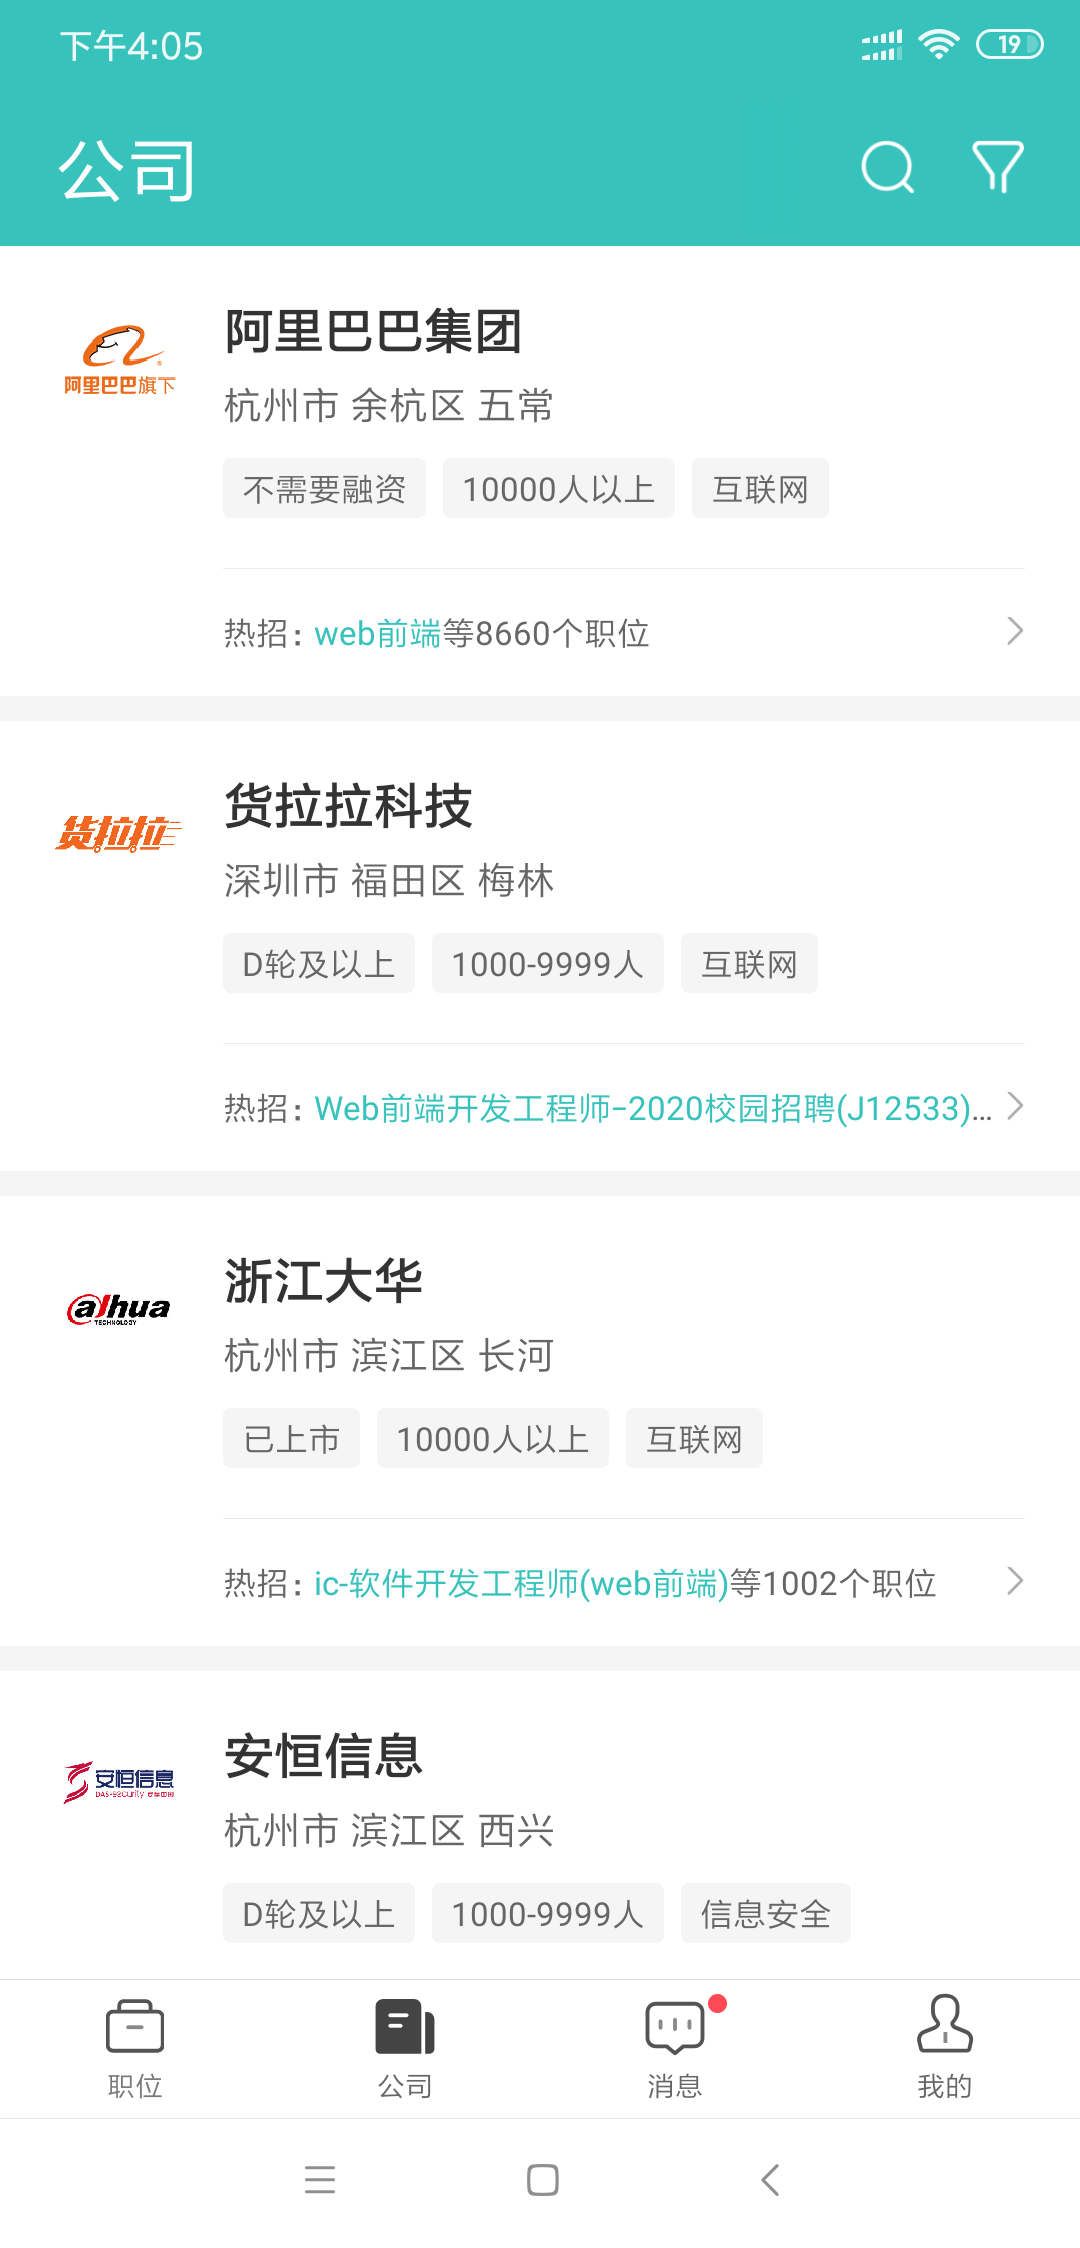 下午4:05
19
公司
阿里巴巴旗下
阿里巴巴集团
杭州市 余杭区 五常
不需要融资 10000人以上 互联网
热招：web前端等8660个职位
货拉拉
货拉拉科技
深圳市 福田区 梅林
D轮及以上 1000-9999人 互联网
热招：Web前端开发工程师-2020校园招聘(J12533)...
alhua
TECHNOLOGY
浙江大华
杭州市 滨江区 长河
已上市 10000人以上 互联网
热招：ic-软件开发工程师(web前端)等1002个职位
安恒信息
DAS-security
安恒信息
杭州市 滨江区 西兴
D轮及以上 1000-9999人 信息安全
职位 公司 消息 我的